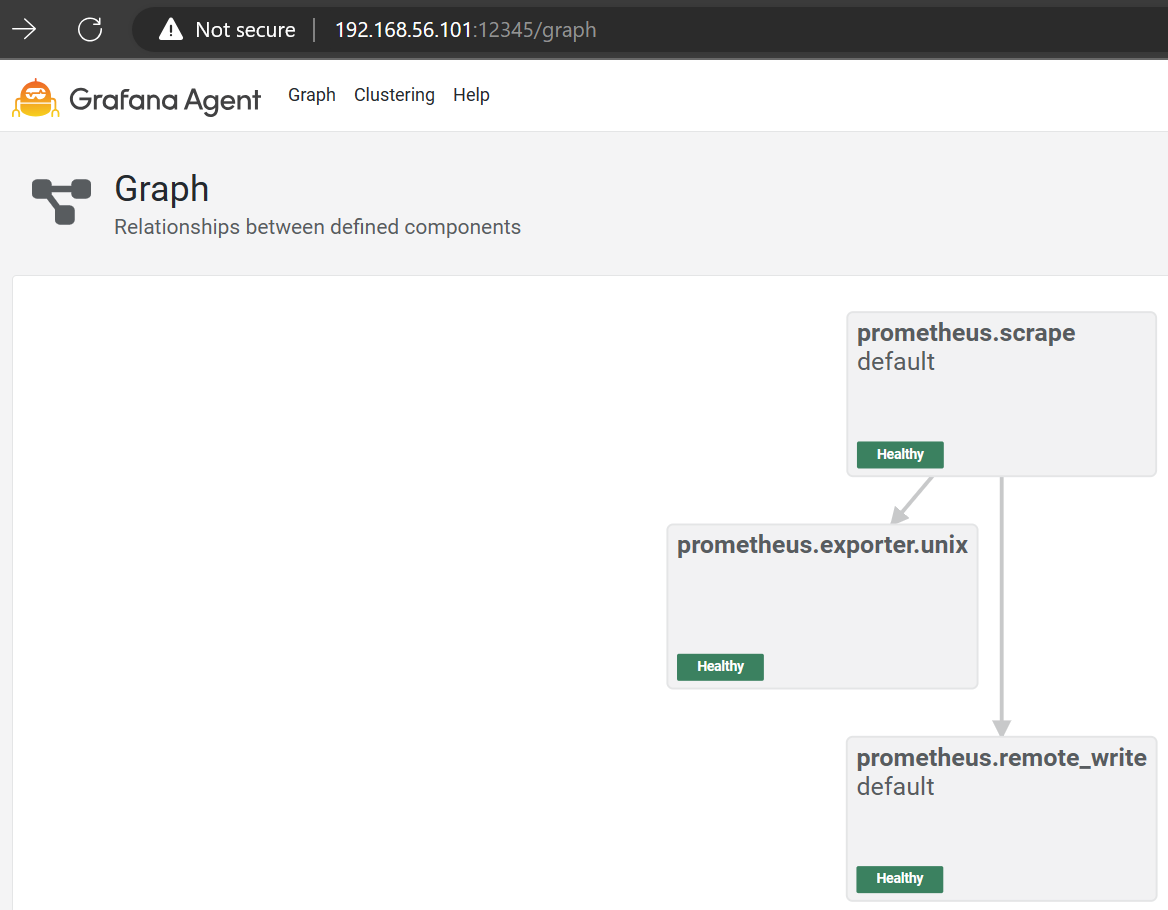 Not secure 192.168.56.101:12345/graph
Grafana Agent Graph Clustering Help
Graph
Relationships between defined components
prometheus.scrape
default
Healthy
prometheus.exporter.unix
Healthy
prometheus.remote_write
default
Healthy